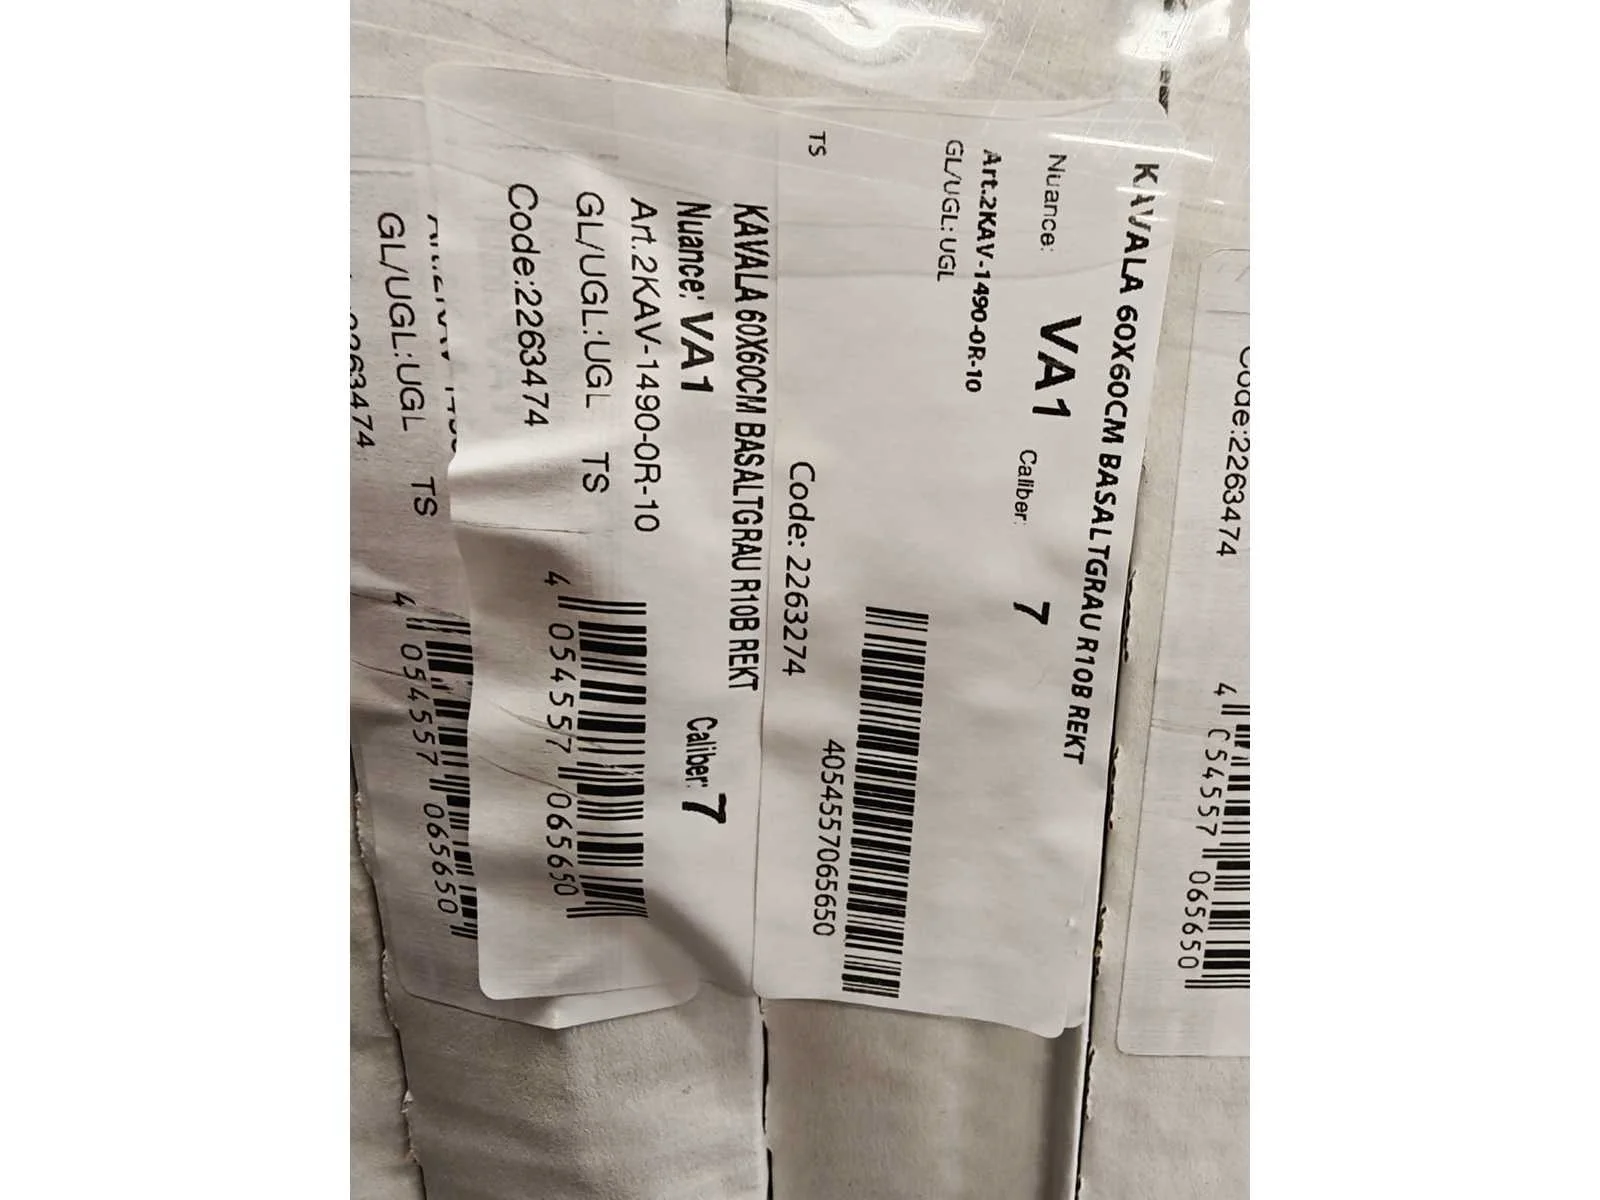 Code:2263474
4 054557 065650
KAVALA 60X60CM BASALTGRAU R10B REKT
Nuance: VA1 Caliber: 7
Art.2KAV-1490-0R-10
GL/UGL: UGL
4054557065650
TS Code: 2263274
KAVALA 60X60CM BASALTGRAU R10B REKT
Nuance: VA1 Caliber: 7
Art.2KAV-1490-0R-10
GL/UGL:UGL TS
Code:2263474
4 054557 065650
GL/UGL:UGL TS
4 054557 065650